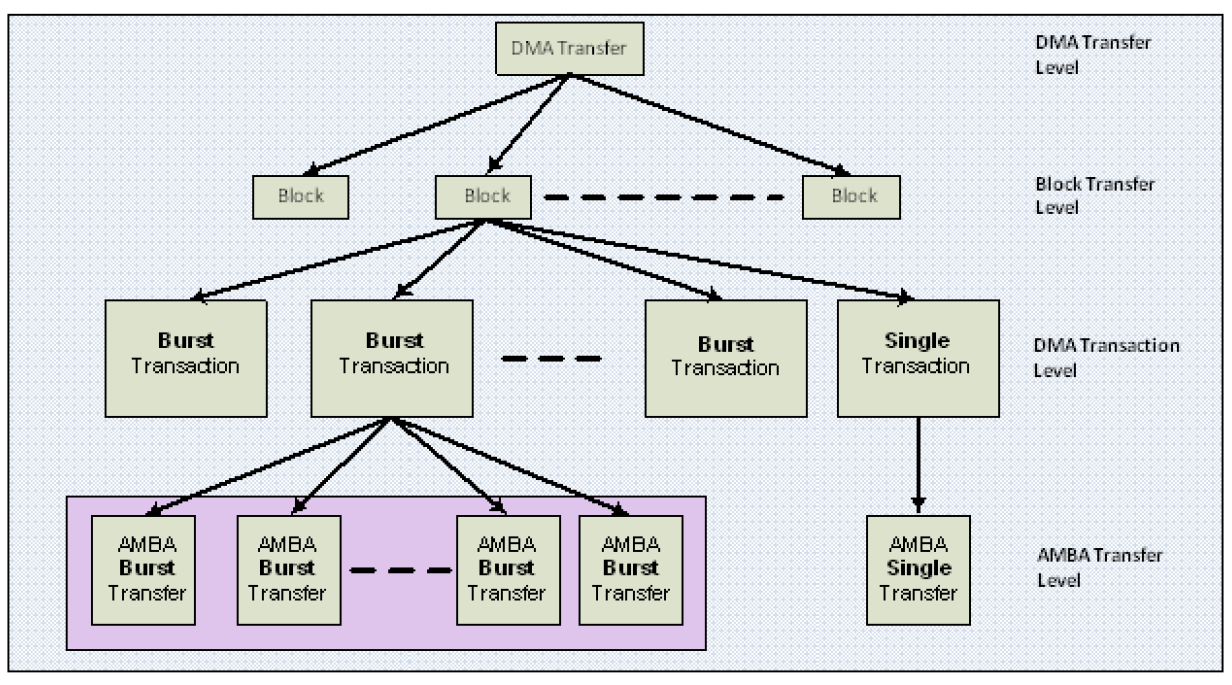 DMA Transfer
DMA Transfer
Level
Block
Block
Block
Block Transfer
Level
Burst
Transaction
Burst
Transaction
Burst
Transaction
Single
Transaction
DMA Transaction
Level
AMBA
Burst
Transfer
AMBA
Burst
Transfer
AMBA
Burst
Transfer
AMBA
Burst
Transfer
AMBA
Single
Transfer
AMBA Transfer
Level